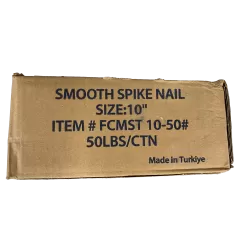 SMOOTH SPIKE NAIL
SIZE:10"
ITEM # FCMST 10-50#
50LBS/CTN
Made in Turkiye